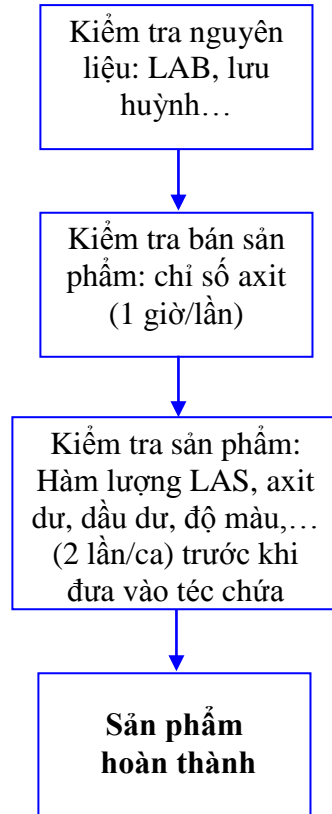 Kiểm tra nguyên
liệu: LAB, lưu
huỳnh…
Kiểm tra bán sản
phẩm: chỉ số axit
(1 giờ/lần)
Kiểm tra sản phẩm:
Hàm lượng LAS, axit
dư, dầu dư, độ màu,…
(2 lần/ca) trước khi
đưa vào téc chứa
Sản phẩm
hoàn thành